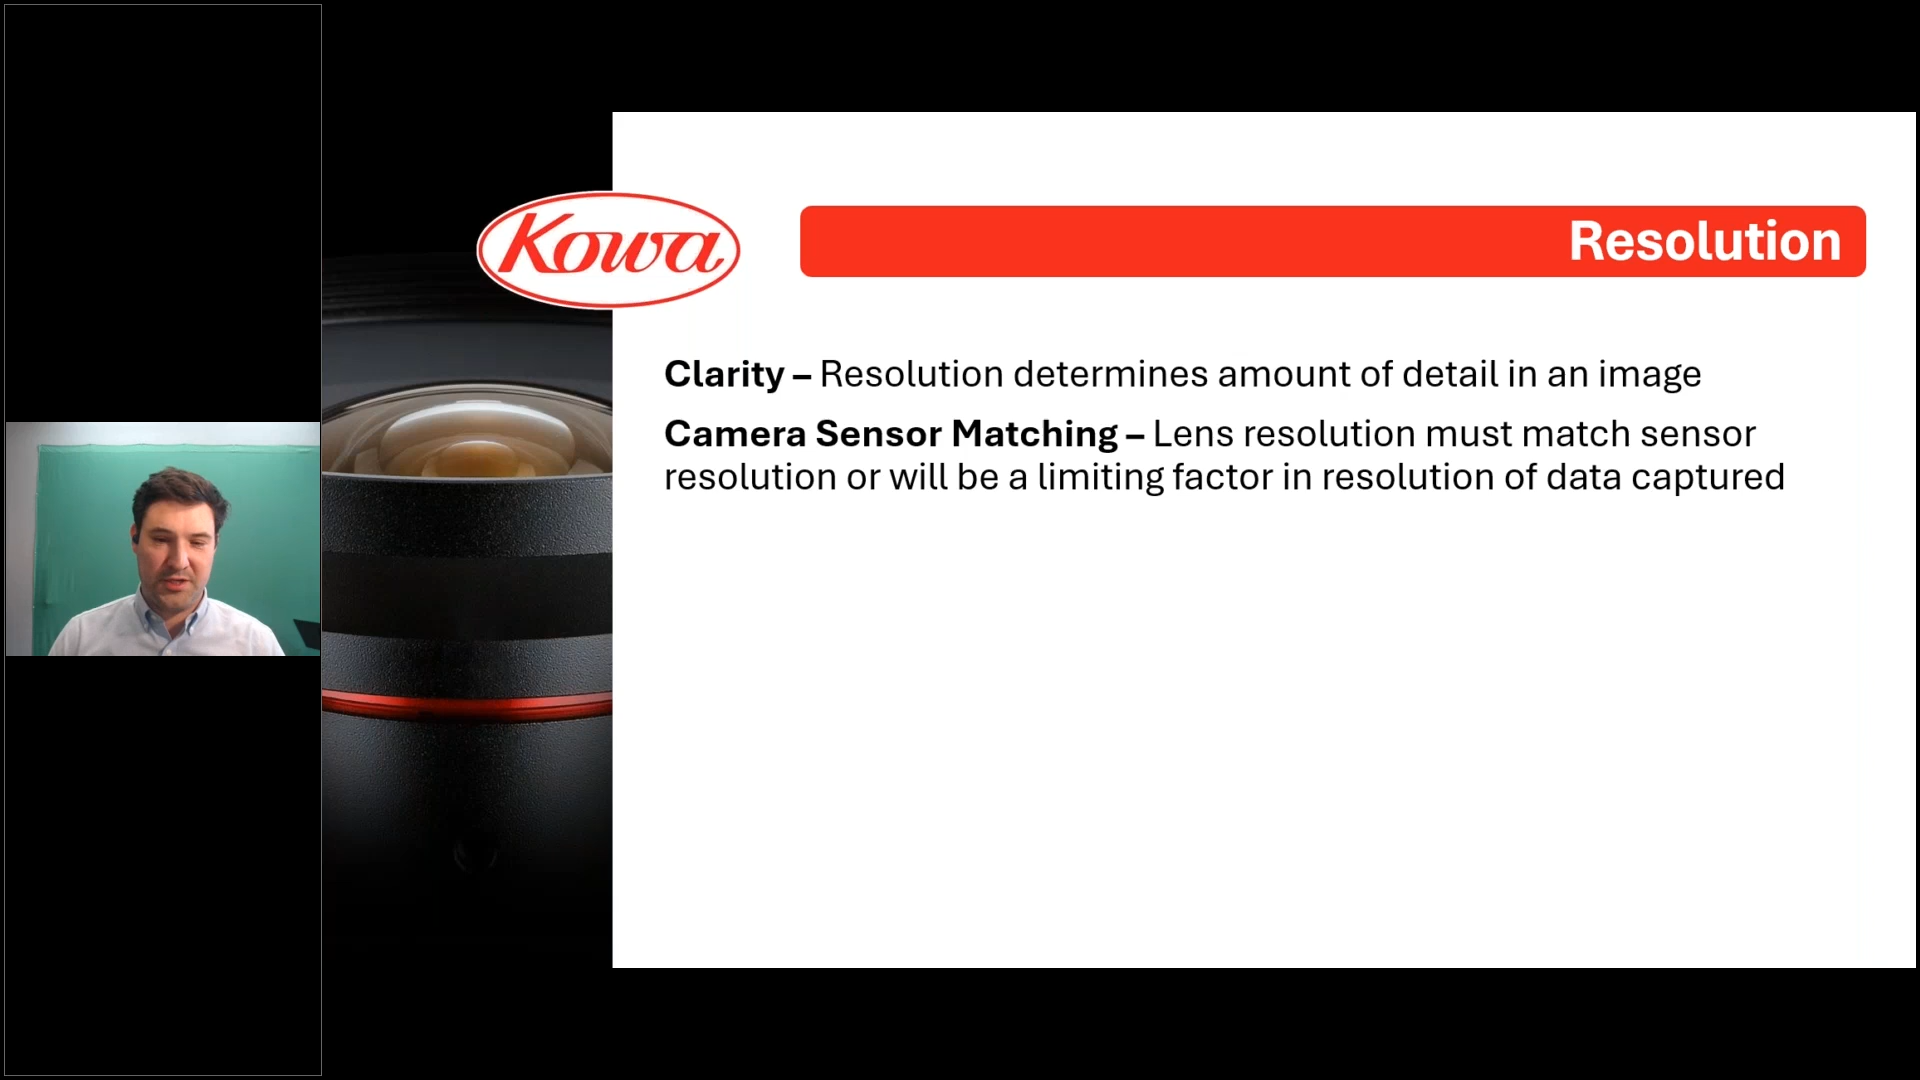 Kowa
Resolution
Clarity – Resolution determines amount of detail in an image
Camera Sensor Matching – Lens resolution must match sensor
resolution or will be a limiting factor in resolution of data captured